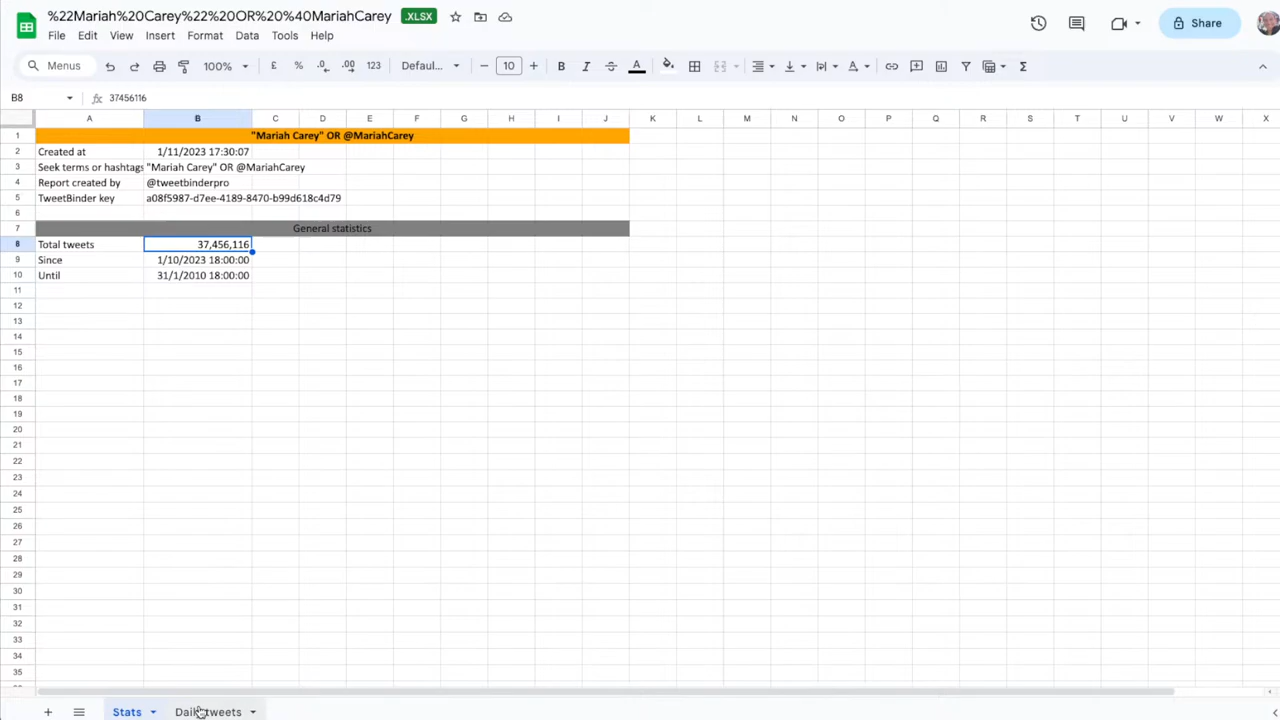 %22Mariah%20Carey%22%20OR%20%40MariahCarey .XLSX
File Edit View Insert Format Data Tools Help
Share
Menus 100% £ % .0 .00 123 Defaul... 10 B I A Σ
B8 37456116
A B C D E F G H I J K L M N O P Q R S T U V W X
1 "Mariah Carey" OR @MariahCarey
2 Created at 1/11/2023 17:30:07
3 Seek terms or hashtags "Mariah Carey" OR @MariahCarey
4 Report created by @tweetbinderpro
5 TweetBinder key a08f5987-d7ee-4189-8470-b99d618c4d79
6
7 General statistics
8 Total tweets 37,456,116
9 Since 1/10/2023 18:00:00
10 Until 31/1/2010 18:00:00
11
12
13
14
15
16
17
18
19
20
21
22
23
24
25
26
27
28
29
30
31
32
33
34
35
Stats Daily tweets